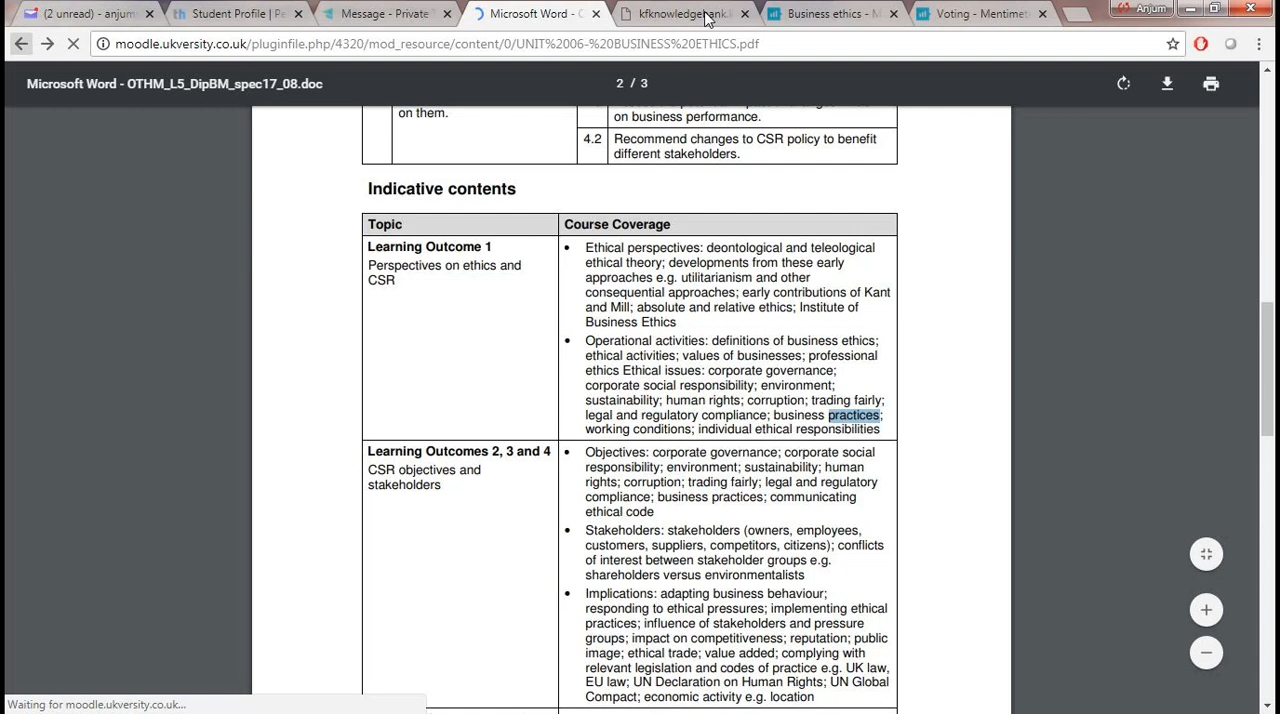 (2 unread) - anjum
Student Profile | Pe
Message - Private T
Microsoft Word - O
kfknowledgebank.k
Business ethics - M
Voting - Mentimete
Anjum
moodle.ukversity.co.uk/pluginfile.php/4320/mod_resource/content/0/UNIT%2006-%20BUSINESS%20ETHICS.pdf
Microsoft Word - OTHM_L5_DipBM_spec17_08.doc
2 / 3
on them.
on business performance.
4.2 Recommend changes to CSR policy to benefit
different stakeholders.
Indicative contents
Topic
Course Coverage
Learning Outcome 1
Perspectives on ethics and
CSR
• Ethical perspectives: deontological and teleological
ethical theory; developments from these early
approaches e.g. utilitarianism and other
consequential approaches; early contributions of Kant
and Mill; absolute and relative ethics; Institute of
Business Ethics
• Operational activities: definitions of business ethics;
ethical activities; values of businesses; professional
ethics Ethical issues: corporate governance;
corporate social responsibility; environment;
sustainability; human rights; corruption; trading fairly;
legal and regulatory compliance; business practices;
working conditions; individual ethical responsibilities
Learning Outcomes 2, 3 and 4
CSR objectives and
stakeholders
• Objectives: corporate governance; corporate social
responsibility; environment; sustainability; human
rights; corruption; trading fairly; legal and regulatory
compliance; business practices; communicating
ethical code
• Stakeholders: stakeholders (owners, employees,
customers, suppliers, competitors, citizens); conflicts
of interest between stakeholder groups e.g.
shareholders versus environmentalists
• Implications: adapting business behaviour;
responding to ethical pressures; implementing ethical
practices; influence of stakeholders and pressure
groups; impact on competitiveness; reputation; public
image; ethical trade; value added; complying with
relevant legislation and codes of practice e.g. UK law,
EU law; UN Declaration on Human Rights; UN Global
Compact; economic activity e.g. location
Waiting for moodle.ukversity.co.uk...